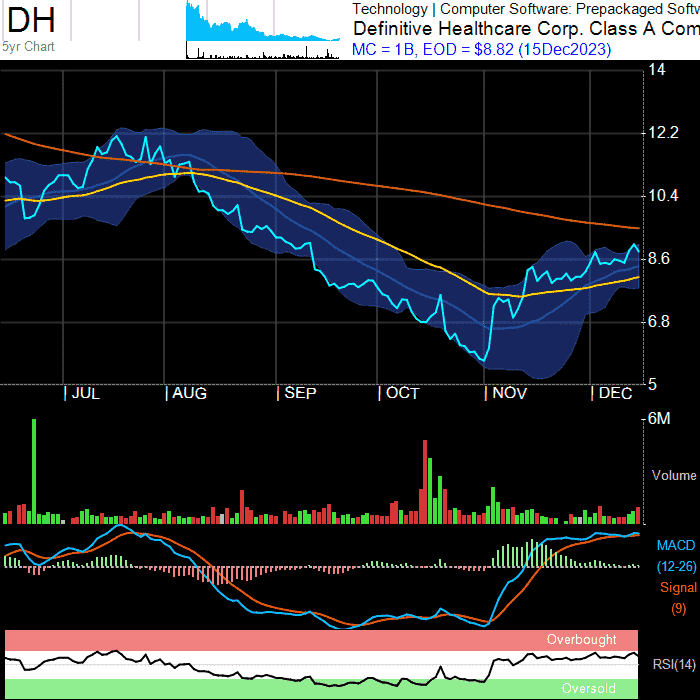 DH
5yr Chart
Technology | Computer Software: Prepackaged Softw
Definitive Healthcare Corp. Class A Com
MC = 1B, EOD = $8.82 (15Dec2023)
14
12.2
10.4
8.6
6.8
5
| JUL
| AUG
| SEP
| OCT
| NOV
| DEC
6M
Volume
MACD
(12-26)
Signal
(9)
Overbought
RSI(14)
Oversold